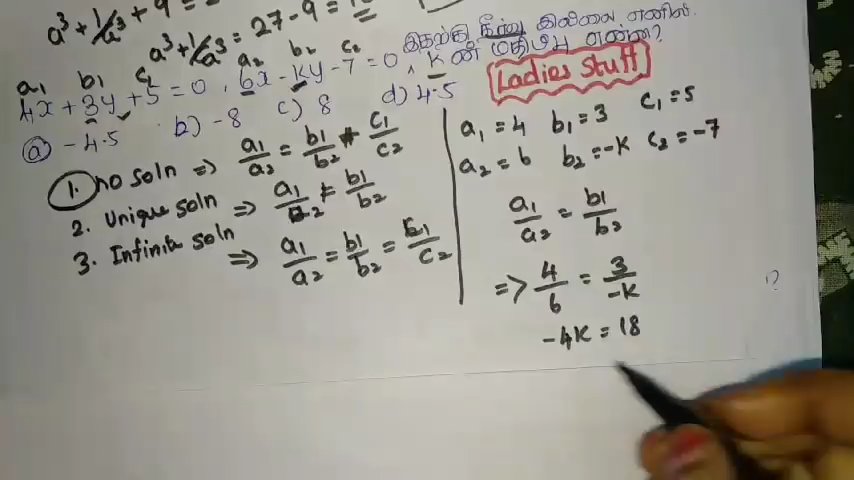 a³ + 1/a³ + 9 =
a³ + 1/a³ = 27 - 9 =
இதற்கு தீர்வு இல்லை எனில்
a₁ b₁ c₁ a₂ b₂ c₂
4x + 3y + 5 = 0 , 6x - ky - 7 = 0 , k ன் மதிப்பு என்ன?
Ladies Stuff
a) -4.5 b) -8 c) 8 d) 4.5
1. no soln => a₁/a₂ = b₁/b₂ ≠ c₁/c₂
2. Unique soln => a₁/a₂ ≠ b₁/b₂
3. Infinite soln
=> a₁/a₂ = b₁/b₂ = c₁/c₂
a₁ = 4 b₁ = 3 c₁ = 5
a₂ = 6 b₂ = -k c₂ = -7
a₁/a₂ = b₁/b₂
=> 4/6 = 3/-k
-4k = 18